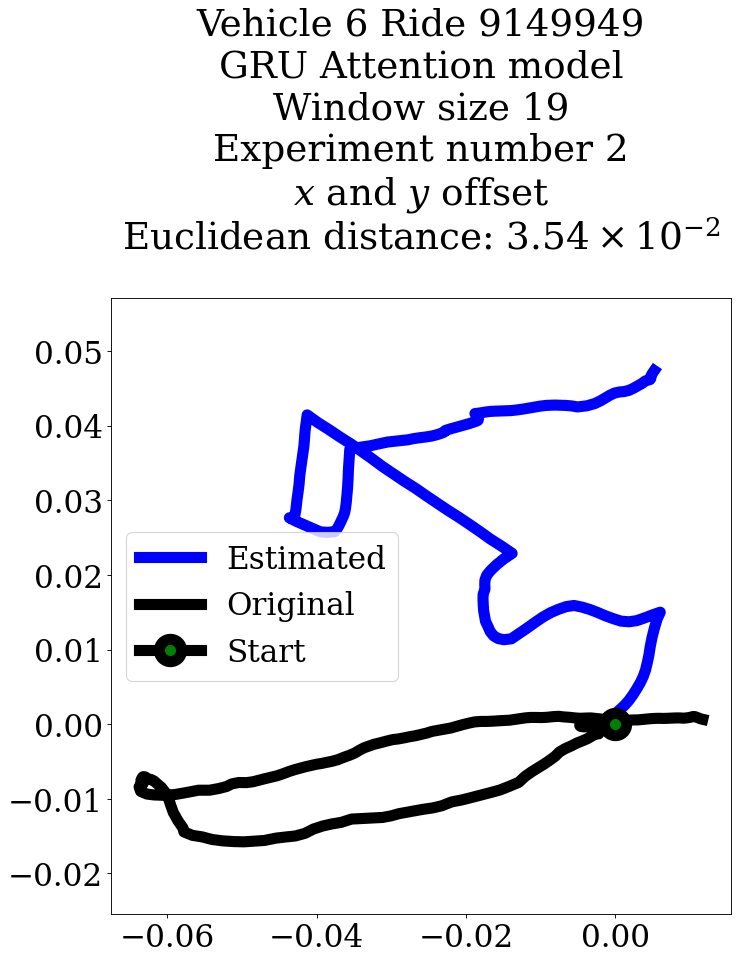 Vehicle 6 Ride 9149949
GRU Attention model
Window size 19
Experiment number 2
x and y offset
Euclidean distance: 3.54 × 10⁻²
0.05
0.04
0.03
0.02
0.01
0.00
−0.01
−0.02
Estimated
Original
Start
−0.06 −0.04 −0.02 0.00